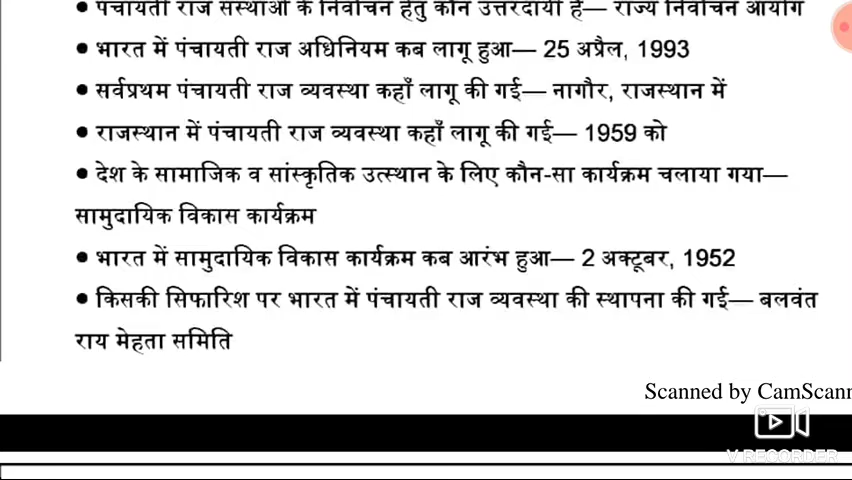 • पंचायती राज संस्थाओं के निर्वाचन हेतु कौन उत्तरदायी है— राज्य निर्वाचन आयोग
• भारत में पंचायती राज अधिनियम कब लागू हुआ— 25 अप्रैल, 1993
• सर्वप्रथम पंचायती राज व्यवस्था कहाँ लागू की गई— नागौर, राजस्थान में
• राजस्थान में पंचायती राज व्यवस्था कहाँ लागू की गई— 1959 को
• देश के सामाजिक व सांस्कृतिक उत्स्थान के लिए कौन-सा कार्यक्रम चलाया गया—
सामुदायिक विकास कार्यक्रम
• भारत में सामुदायिक विकास कार्यक्रम कब आरंभ हुआ— 2 अक्टूबर, 1952
• किसकी सिफारिश पर भारत में पंचायती राज व्यवस्था की स्थापना की गई— बलवंत
राय मेहता समिति
Scanned by CamScann
V RECORDER